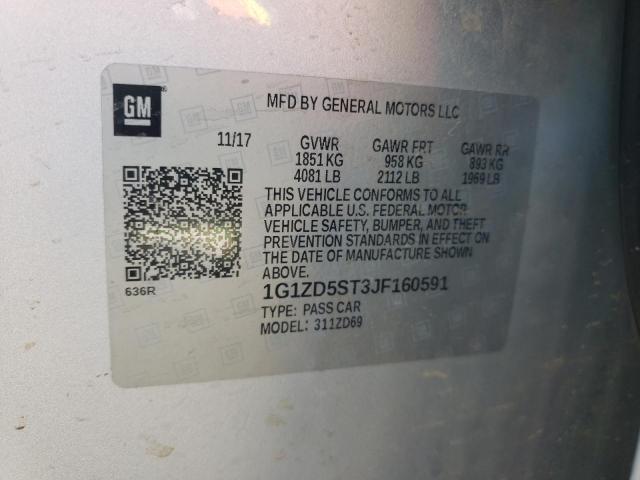 GM
MFD BY GENERAL MOTORS LLC
11/17 GVWR GAWR FRT GAWR RR
1851 KG 958 KG 893 KG
4081 LB 2112 LB 1969 LB
THIS VEHICLE CONFORMS TO ALL
APPLICABLE U.S. FEDERAL MOTOR
VEHICLE SAFETY, BUMPER, AND THEFT
PREVENTION STANDARDS IN EFFECT ON
THE DATE OF MANUFACTURE SHOWN
ABOVE.
636R
1G1ZD5ST3JF160591
TYPE: PASS CAR
MODEL: 311ZD69